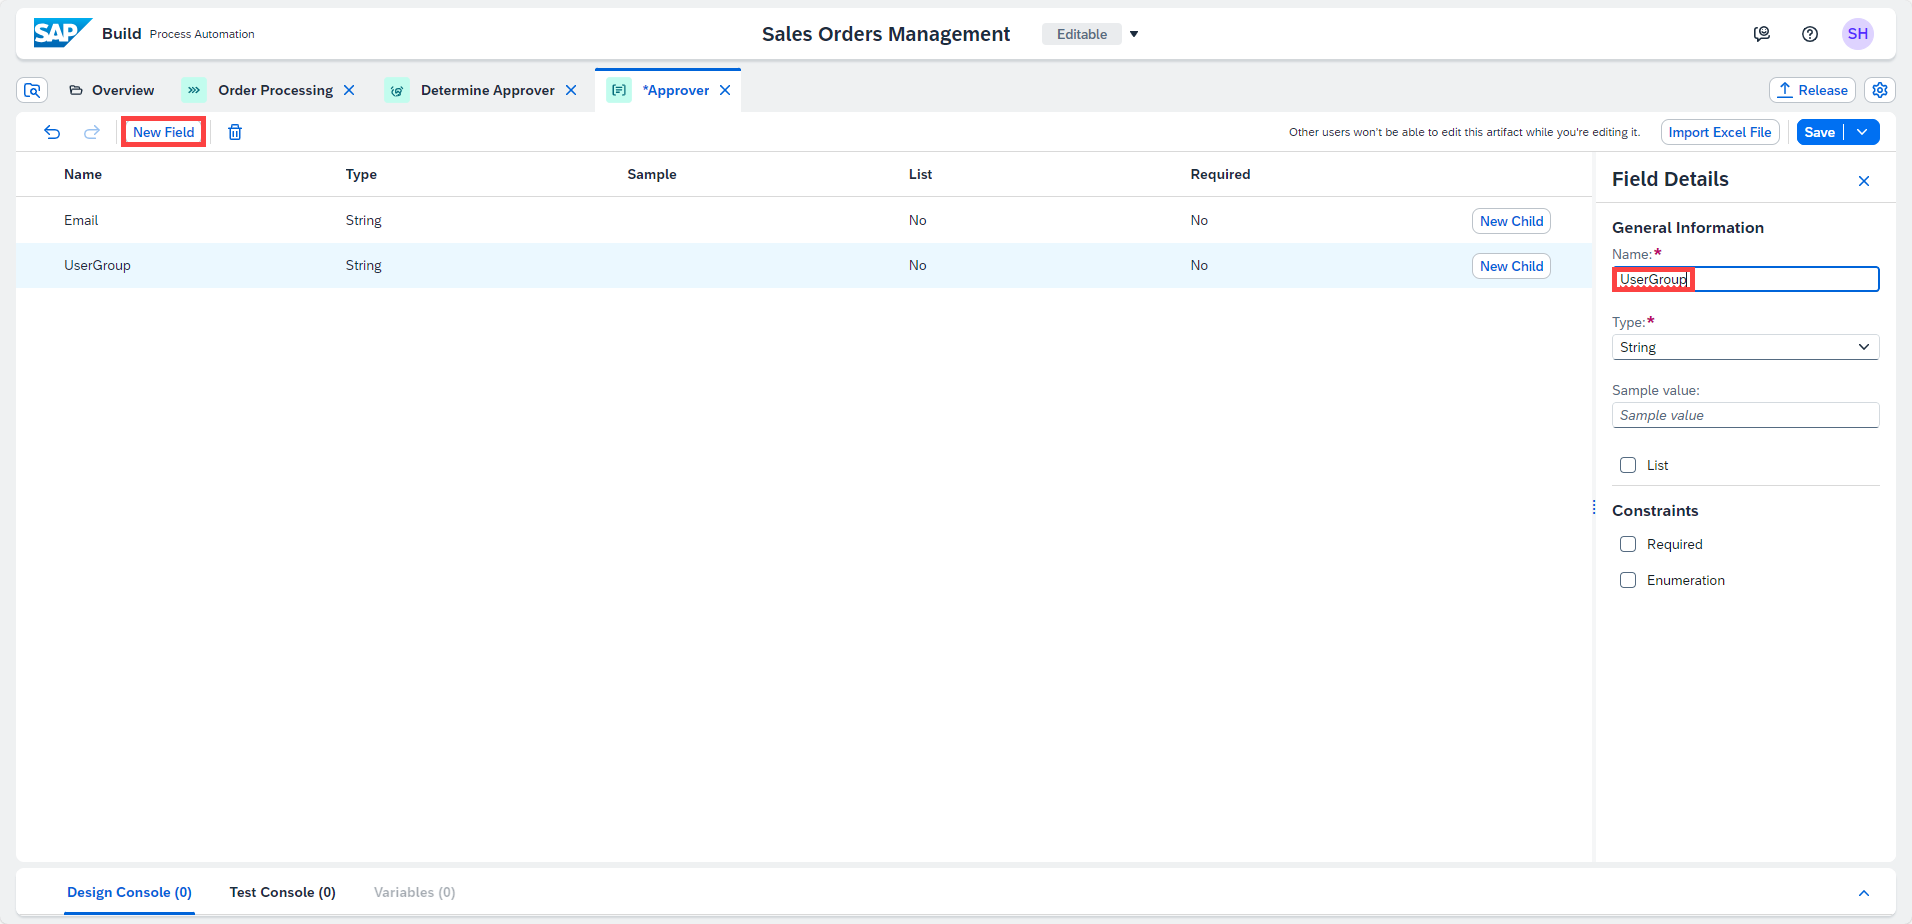 SAP Build Process Automation
Sales Orders Management
Editable
SH
Overview
Order Processing
Determine Approver
*Approver
Release
New Field
Other users won't be able to edit this artifact while you're editing it.
Import Excel File
Save
Name Type Sample List Required
Email String No No New Child
UserGroup String No No New Child
Field Details
General Information
Name:*
UserGroup
Type:*
String
Sample value:
Sample value
List
Constraints
Required
Enumeration
Design Console (0) Test Console (0) Variables (0)